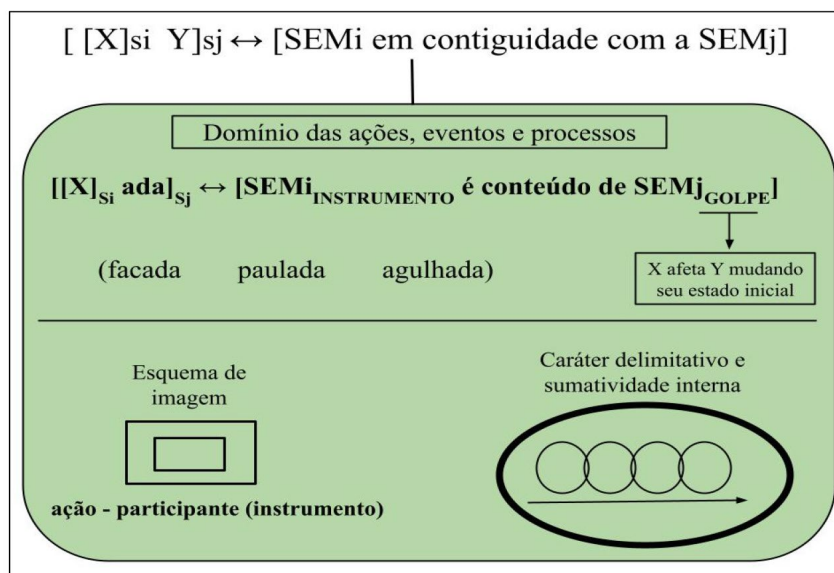 [ [X]si Y]sj ↔ [SEMi em contiguidade com a SEMj]
Domínio das ações, eventos e processos
[[X]Si ada]Sj ↔ [SEMiINSTRUMENTO é conteúdo de SEMjGOLPE]
(facada paulada agulhada)
X afeta Y mudando
seu estado inicial
Esquema de
imagem
ação - participante (instrumento)
Caráter delimitativo e
sumatividade interna